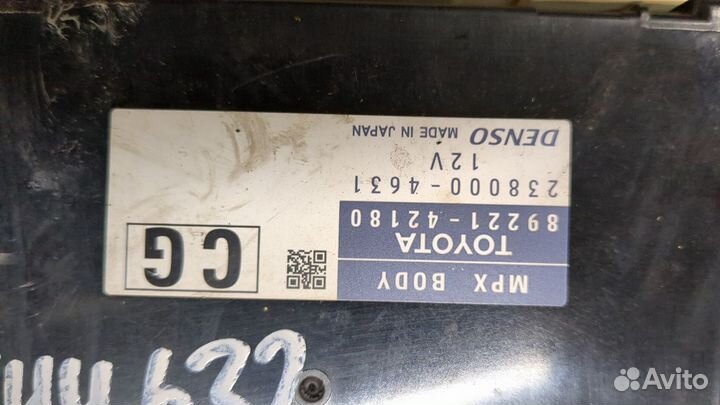 MPX BODY
TOYOTA
89221-42180
238000-4631
12V
DENSO MADE IN JAPAN
CG
Avito